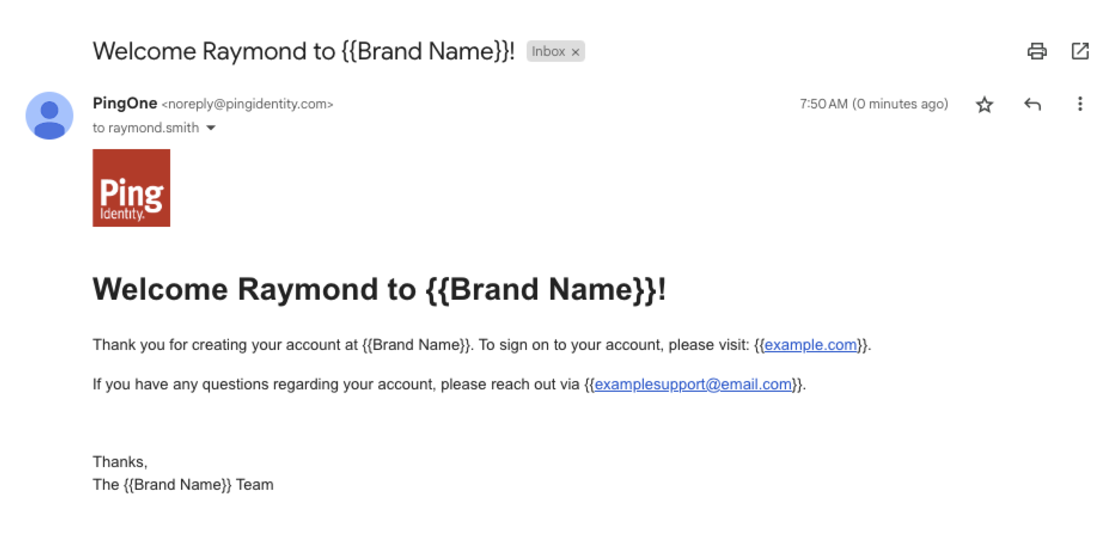 Welcome Raymond to {{Brand Name}}! Inbox ×
PingOne <noreply@pingidentity.com> 7:50 AM (0 minutes ago)
to raymond.smith
Ping
Identity.
Welcome Raymond to {{Brand Name}}!
Thank you for creating your account at {{Brand Name}}. To sign on to your account, please visit: {{example.com}}.
If you have any questions regarding your account, please reach out via {{examplesupport@email.com}}.
Thanks,
The {{Brand Name}} Team